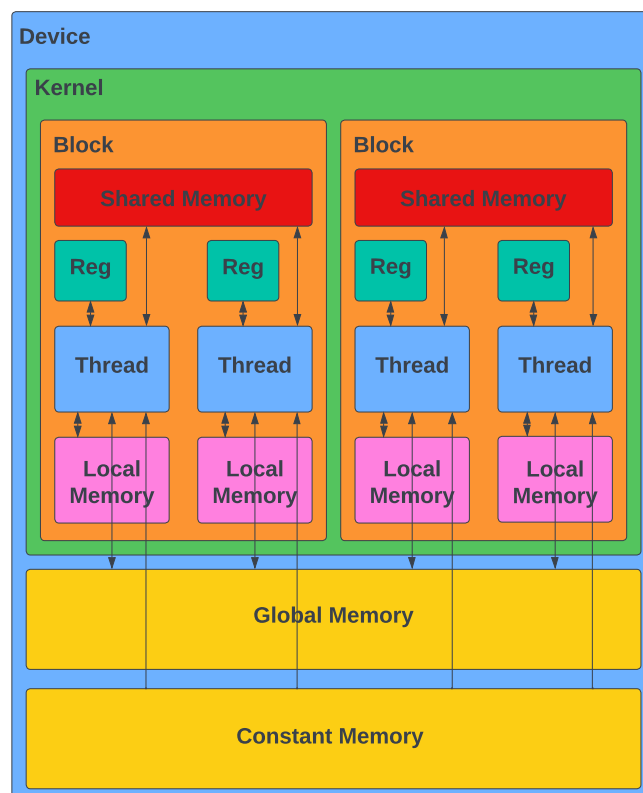 Device
Kernel
Block
Block
Shared Memory
Shared Memory
Reg
Reg
Reg
Reg
Thread
Thread
Thread
Thread
Local
Memory
Local
Memory
Local
Memory
Local
Memory
Global Memory
Constant Memory